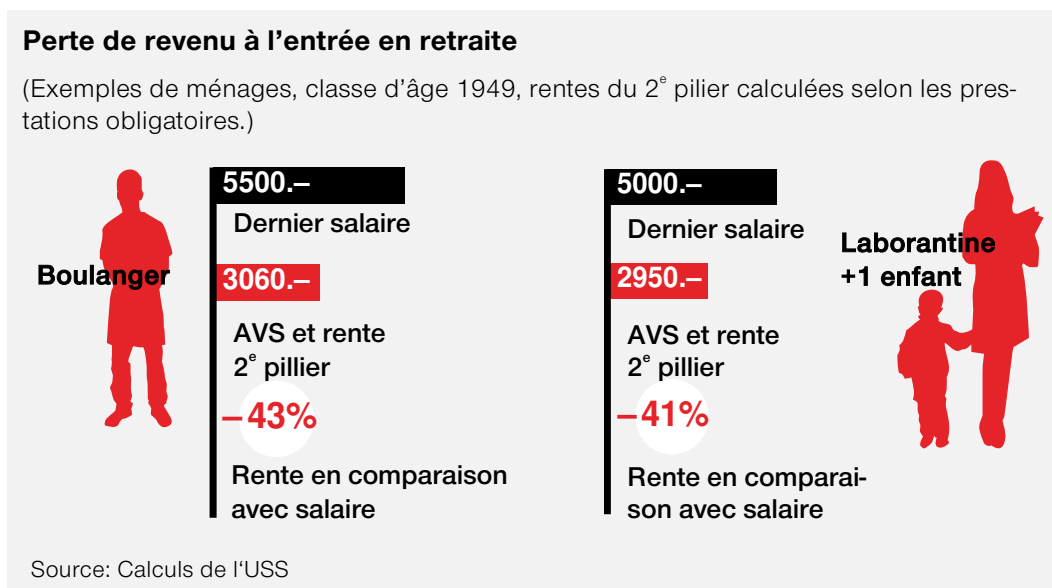 Perte de revenu à l’entrée en retraite
(Exemples de ménages, classe d’âge 1949, rentes du 2e pilier calculées selon les pres-
tations obligatoires.)
Boulanger
5500.–
Dernier salaire
3060.–
AVS et rente
2e pillier
–43%
Rente en comparaison
avec salaire
5000.–
Dernier salaire
2950.–
AVS et rente
2e pillier
–41%
Rente en comparai-
son avec salaire
Laborantine
+1 enfant
Source: Calculs de l‘USS